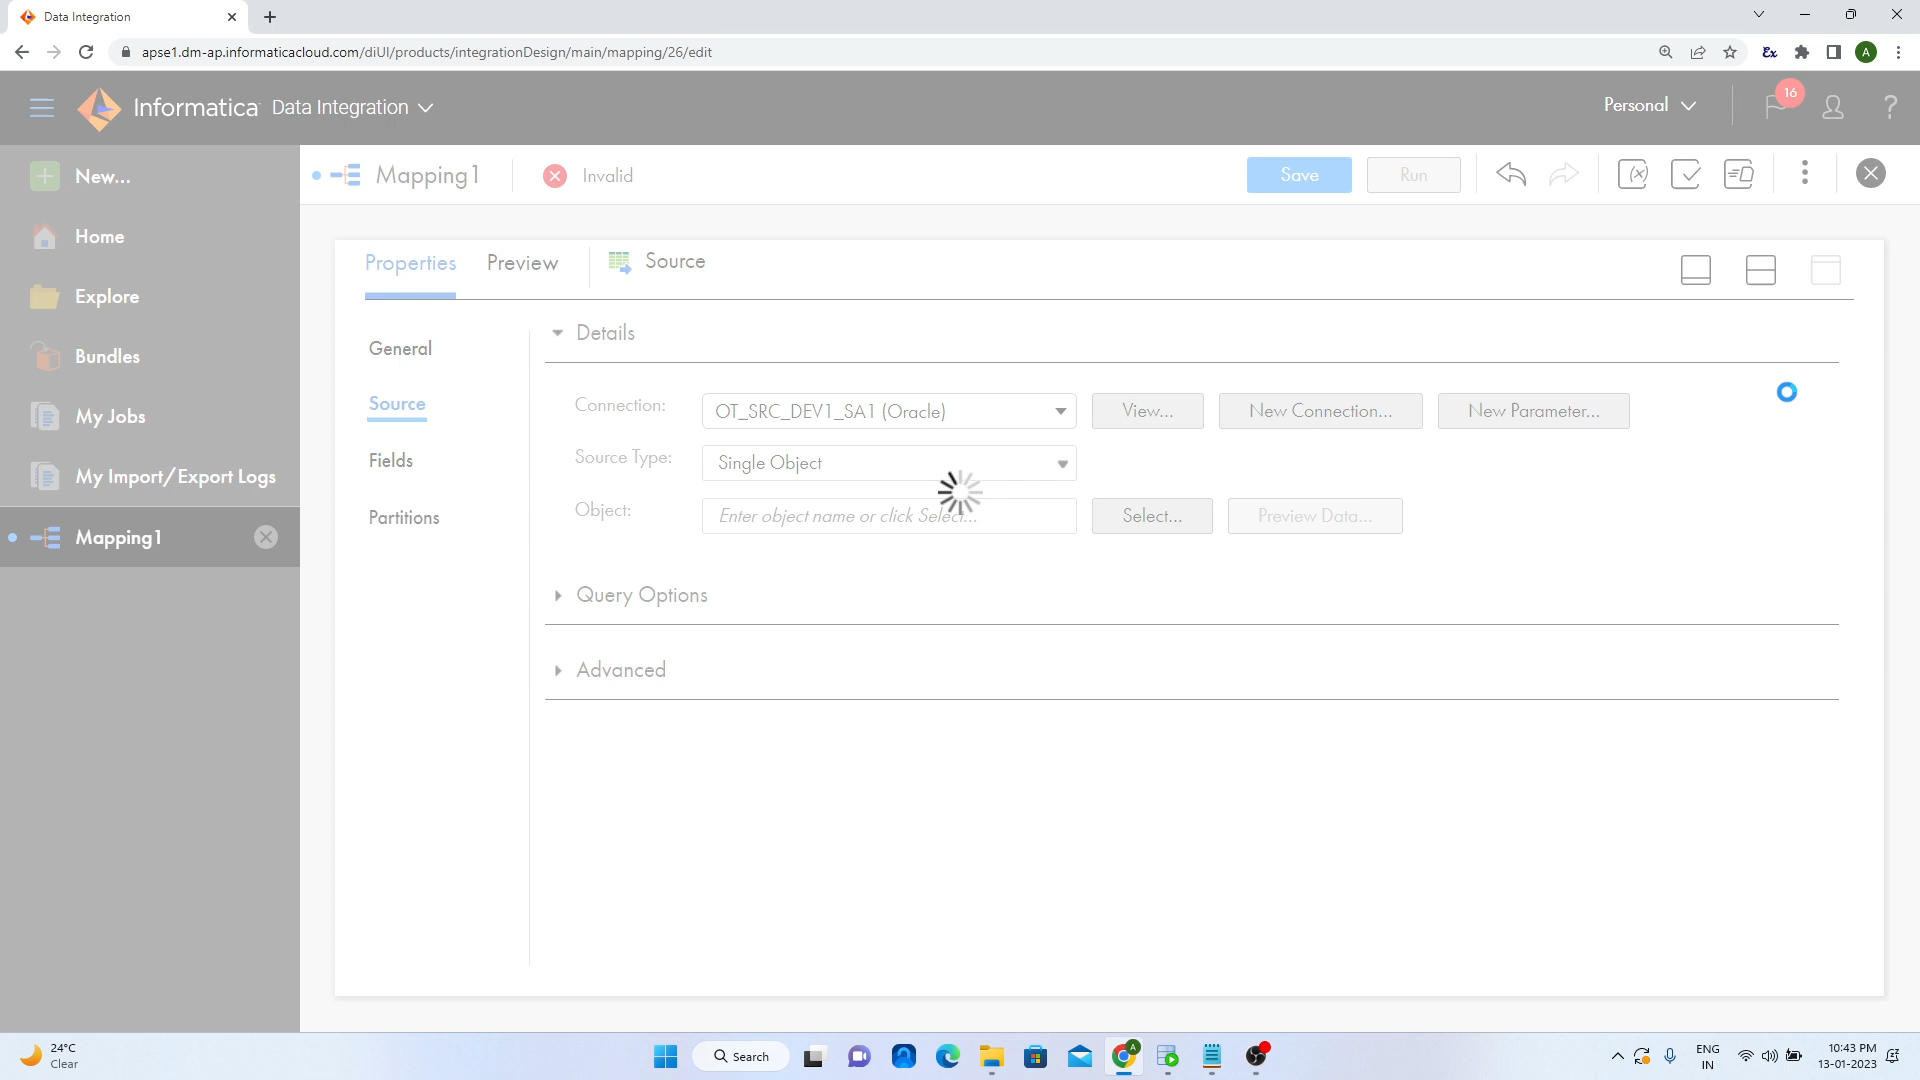 Data Integration
apse1.dm-ap.informaticacloud.com/diUI/products/integrationDesign/main/mapping/26/edit
Ex
A
Informatica Data Integration
Personal
16
?
New...
Home
Explore
Bundles
My Jobs
My Import/Export Logs
Mapping1
Mapping1
Invalid
Save
Run
Properties
Preview
Source
General
Source
Fields
Partitions
Details
Connection:
OT_SRC_DEV1_SA1 (Oracle)
View...
New Connection...
New Parameter...
Source Type:
Single Object
Object:
Enter object name or click Select...
Select...
Preview Data...
Query Options
Advanced
24°C
Clear
Search
A
ENG
IN
10:43 PM
13-01-2023